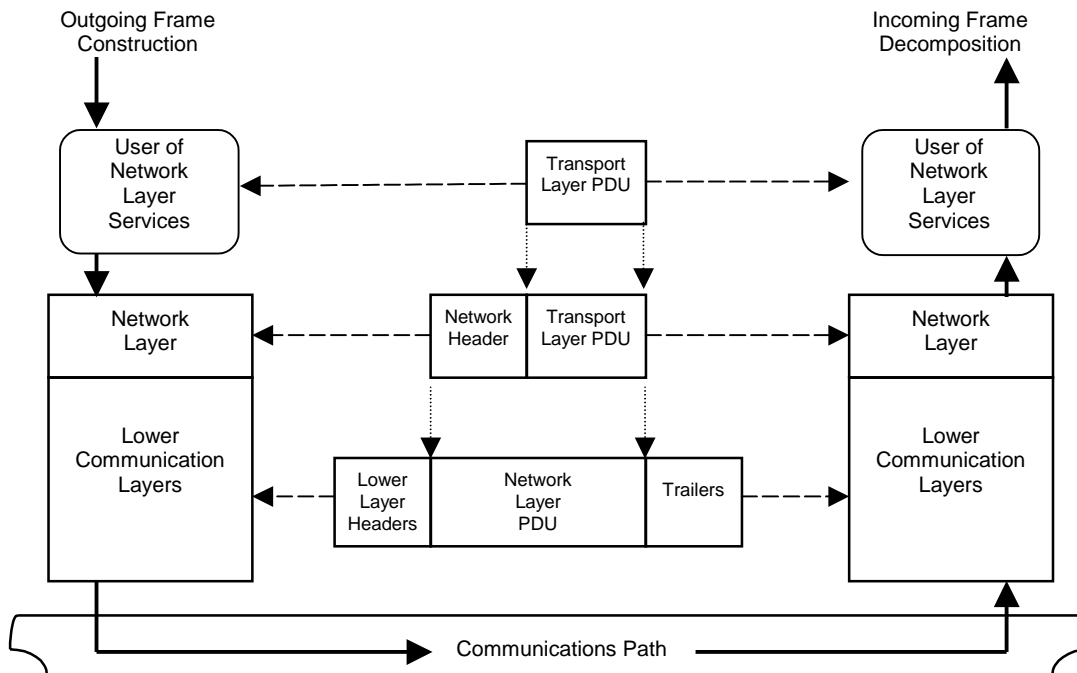 Outgoing Frame
Construction
Incoming Frame
Decomposition
User of
Network
Layer
Services
Transport
Layer PDU
User of
Network
Layer
Services
Network
Layer
Network
Header
Transport
Layer PDU
Network
Layer
Lower
Communication
Layers
Lower
Layer
Headers
Network
Layer
PDU
Trailers
Lower
Communication
Layers
Communications Path